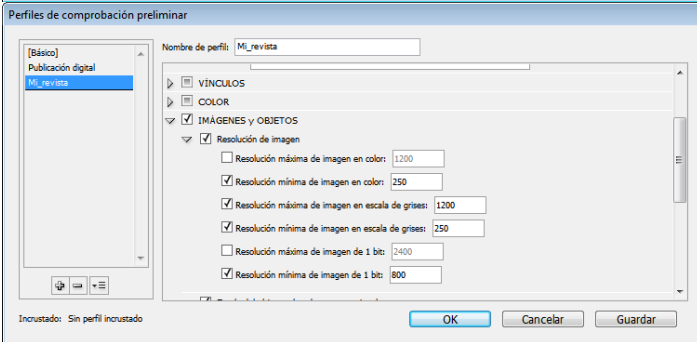 Perfiles de comprobación preliminar
[Básico]
Publicación digital
Mi_revista
Nombre de perfil: Mi_revista
VÍNCULOS
COLOR
IMÁGENES y OBJETOS
Resolución de imagen
Resolución máxima de imagen en color: 1200
Resolución mínima de imagen en color: 250
Resolución máxima de imagen en escala de grises: 1200
Resolución mínima de imagen en escala de grises: 250
Resolución máxima de imagen de 1 bit: 2400
Resolución mínima de imagen de 1 bit: 800
Incrustado: Sin perfil incrustado
OK Cancelar Guardar